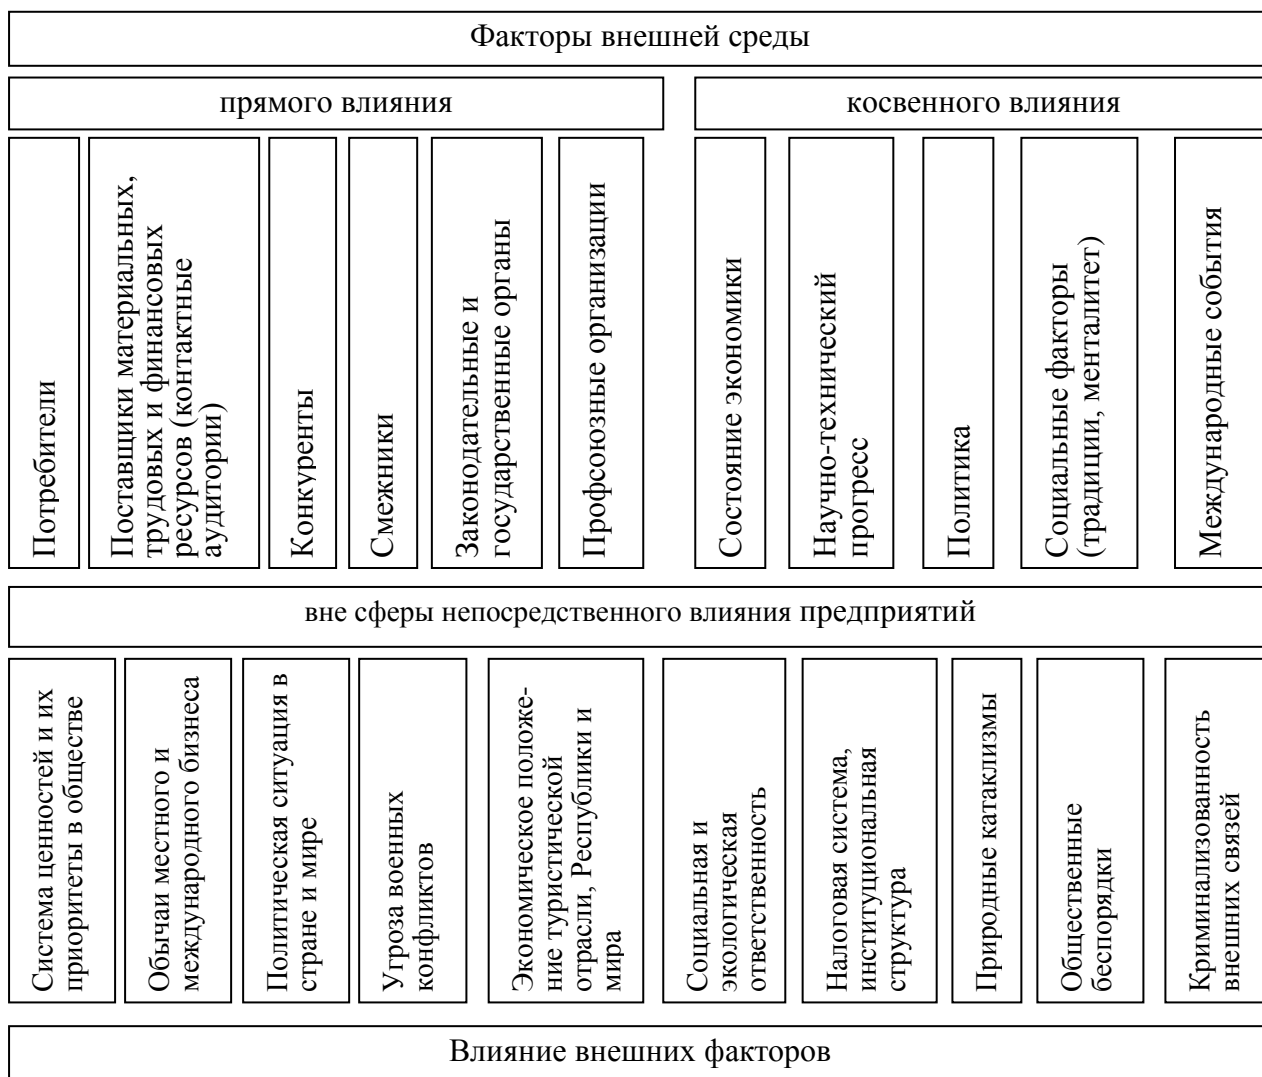 Факторы внешней среды
прямого влияния
косвенного влияния
Потребители
Поставщики материальных,
трудовых и финансовых
ресурсов (контактные
аудитории)
Конкуренты
Смежники
Законодательные и
государственные органы
Профсоюзные организации
Состояние экономики
Научно-технический
прогресс
Политика
Социальные факторы
(традиции, менталитет)
Международные события
вне сферы непосредственного влияния предприятий
Система ценностей и их
приоритеты в обществе
Обычаи местного и
международного бизнеса
Политическая ситуация в
стране и мире
Угроза военных
конфликтов
Экономическое положе-
ние туристической
отрасли, Республики и
мира
Социальная и
экологическая
ответственность
Налоговая система,
институциональная
структура
Природные катаклизмы
Общественные
беспорядки
Криминализованность
внешних связей
Влияние внешних факторов